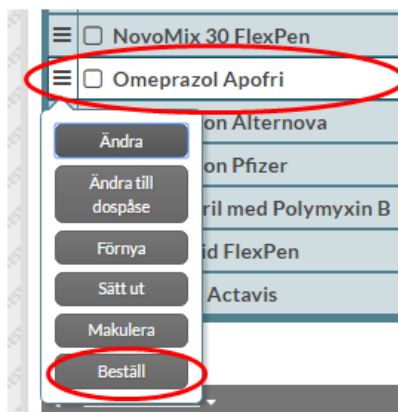 NovoMix 30 FlexPen
Omeprazol Apofri
on Alternova
Ändra
on Pfizer
Ändra till
dospåse
ril med Polymyxin B
Förnya
id FlexPen
Sätt ut
Actavis
Makulera
Beställ